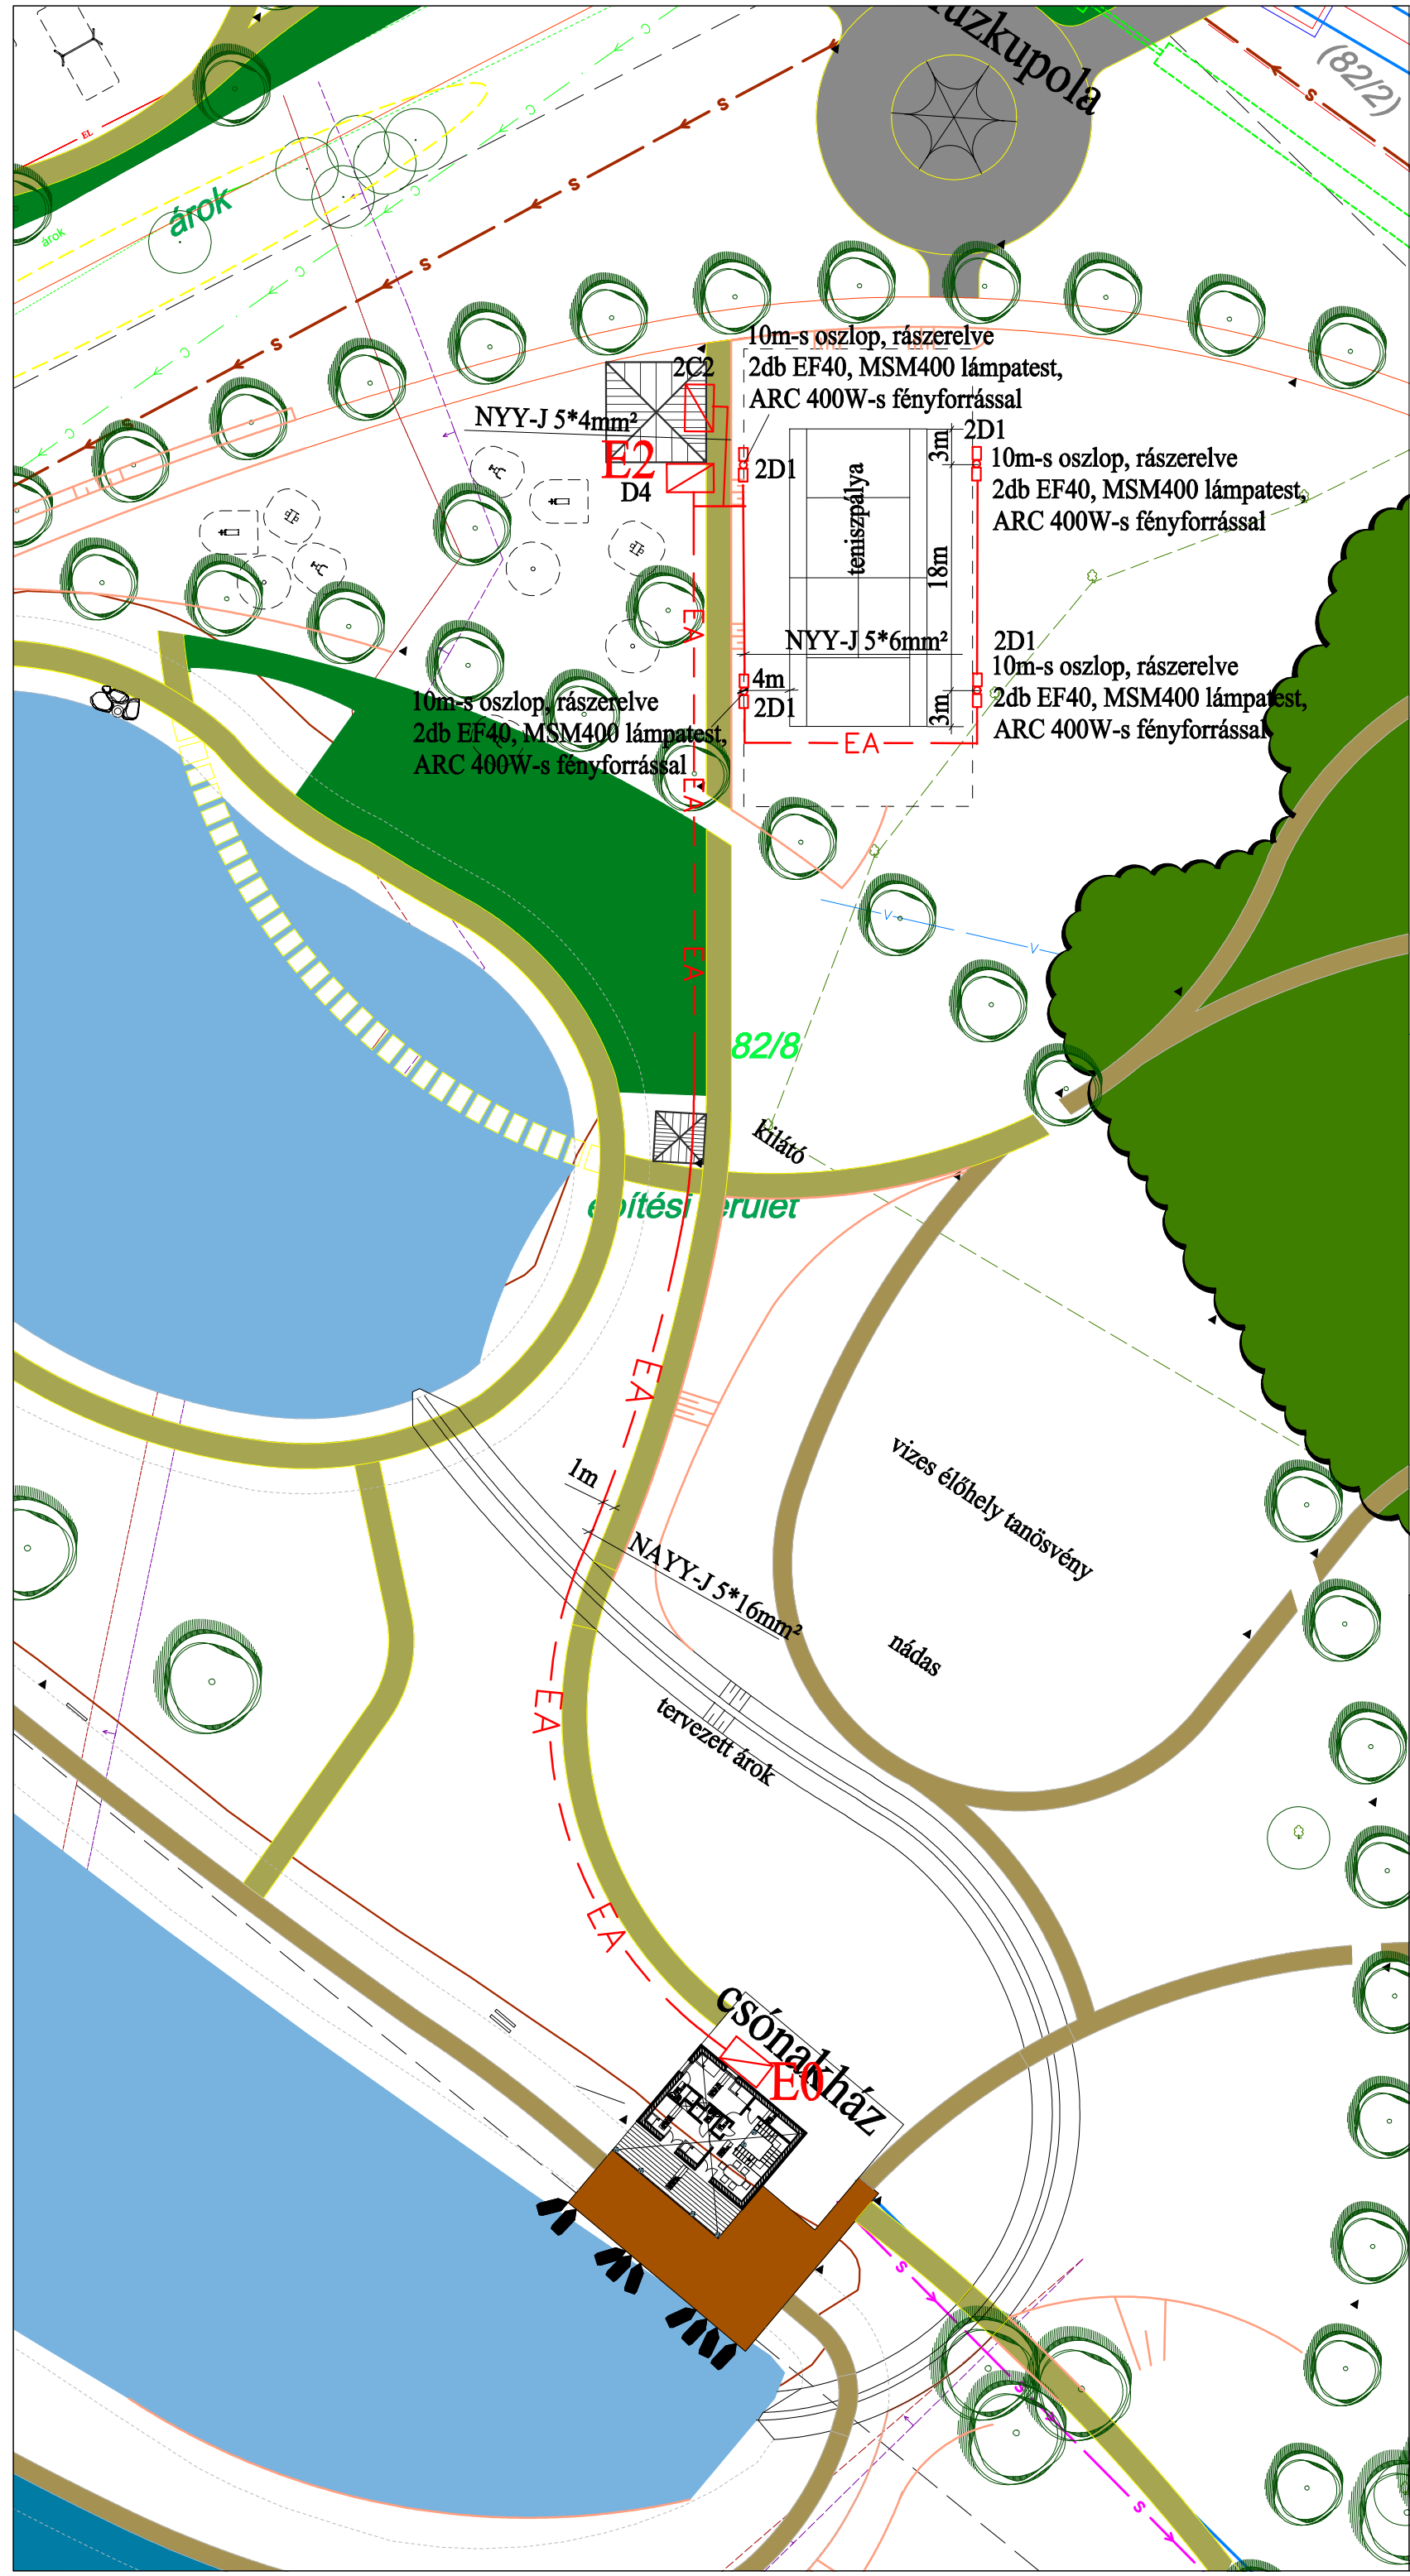 uzkupola
(82/2)
S
S
EL
C
C
S
árok
árok
C
S
C
S
C
S
10m-s oszlop, rászerelve
2db EF40, MSM400 lámpatest,
ARC 400W-s fényforrással
2C2
NYY-J 5*4mm²
E2
D4
2D1
2D1
3m
10m-s oszlop, rászerelve
2db EF40, MSM400 lámpatest,
ARC 400W-s fényforrással
teniszpálya
18m
EA
NYY-J 5*6mm²
2D1
10m-s oszlop, rászerelve
2db EF40, MSM400 lámpatest,
ARC 400W-s fényforrással
4m
2D1
3m
10m-s oszlop, rászerelve
2db EF40, MSM400 lámpatest,
ARC 400W-s fényforrással
EA
EA
V
V
EA
82/8
kilátó
építési terület
EA
1m
NAYY-J 5*16mm²
vizes élőhely tanösvény
nádas
EA
tervezett árok
EA
csónakház
E0
S
S
S